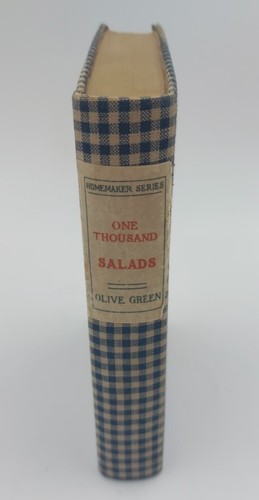 HOMEMAKER SERIES
ONE
THOUSAND
SALADS
OLIVE GREEN